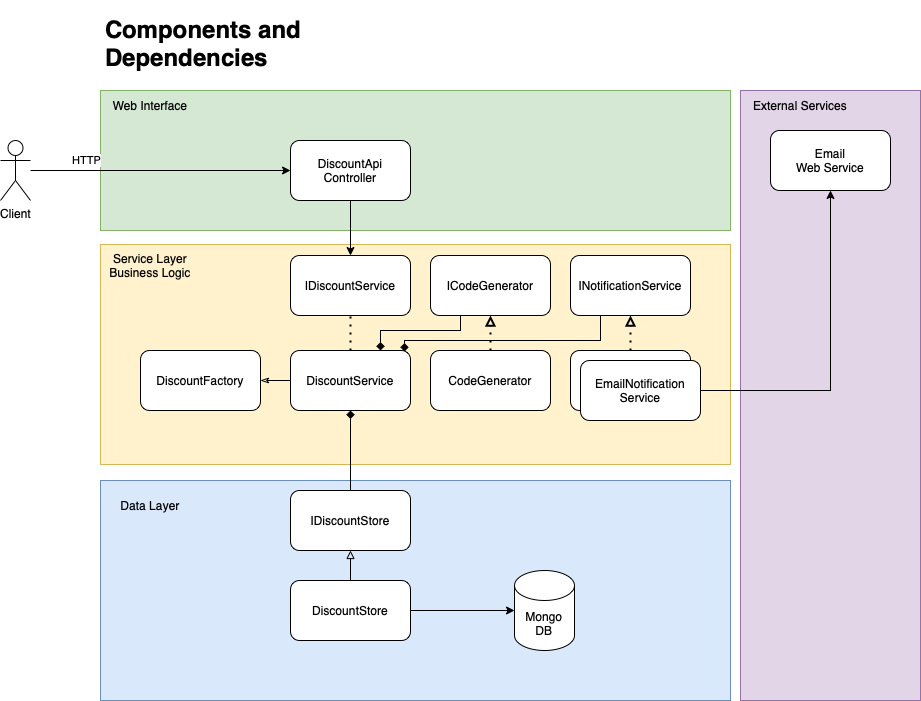 Components and
Dependencies
Web Interface
External Services
HTTP
DiscountApi
Controller
Email
Web Service
Client
Service Layer
Business Logic
IDiscountService
ICodeGenerator
INotificationService
DiscountFactory
DiscountService
CodeGenerator
EmailNotification
Service
Data Layer
IDiscountStore
DiscountStore
Mongo
DB